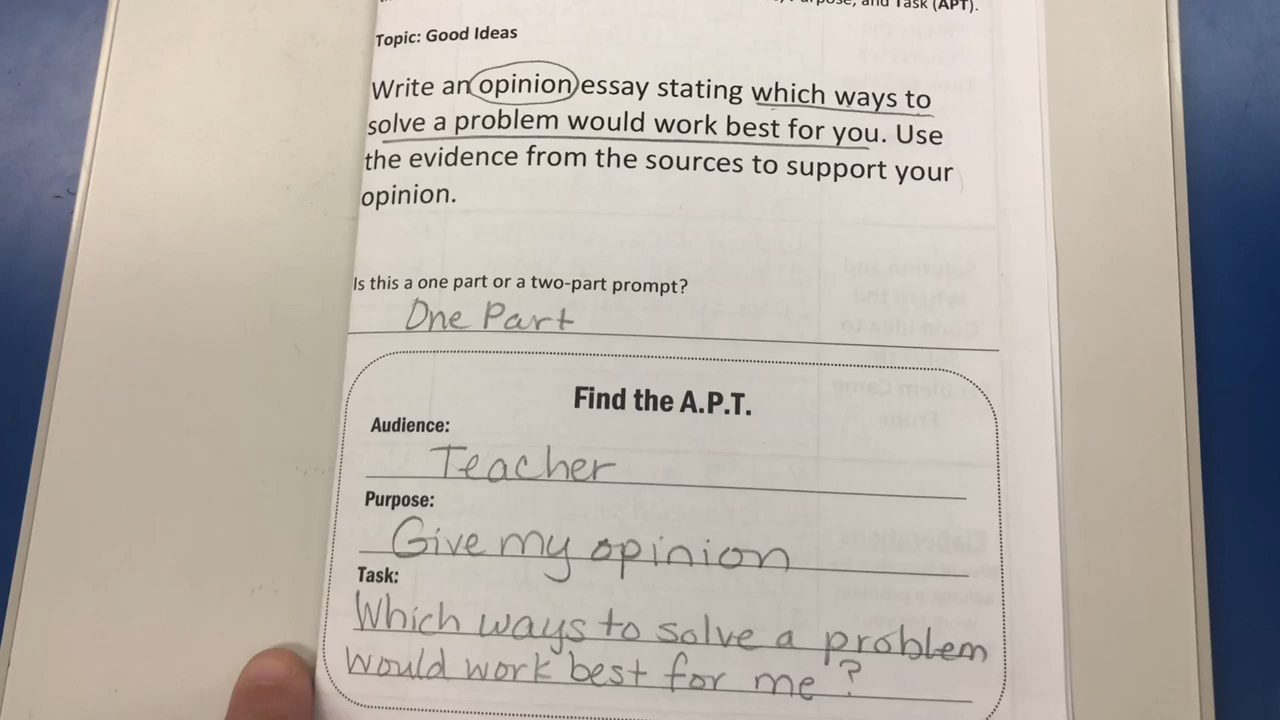 and Task (APT).
Topic: Good Ideas
Write an opinion essay stating which ways to
solve a problem would work best for you. Use
the evidence from the sources to support your
opinion.
Is this a one part or a two-part prompt?
One Part
Find the A.P.T.
Audience:
Teacher
Purpose:
Give my opinion
Task:
Which ways to solve a problem
would work best for me?